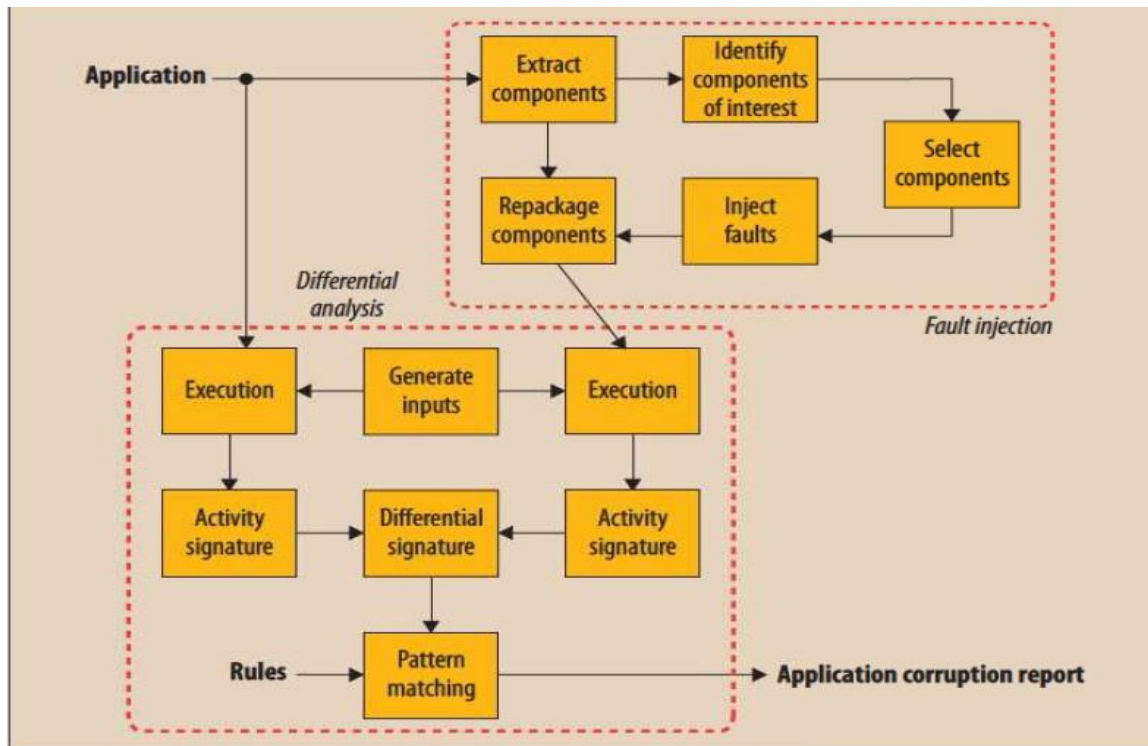 Application
Extract
components
Identify
components
of interest
Select
components
Repackage
components
Inject
faults
Differential
analysis
Fault injection
Execution
Generate
inputs
Execution
Activity
signature
Differential
signature
Activity
signature
Rules
Pattern
matching
Application corruption report